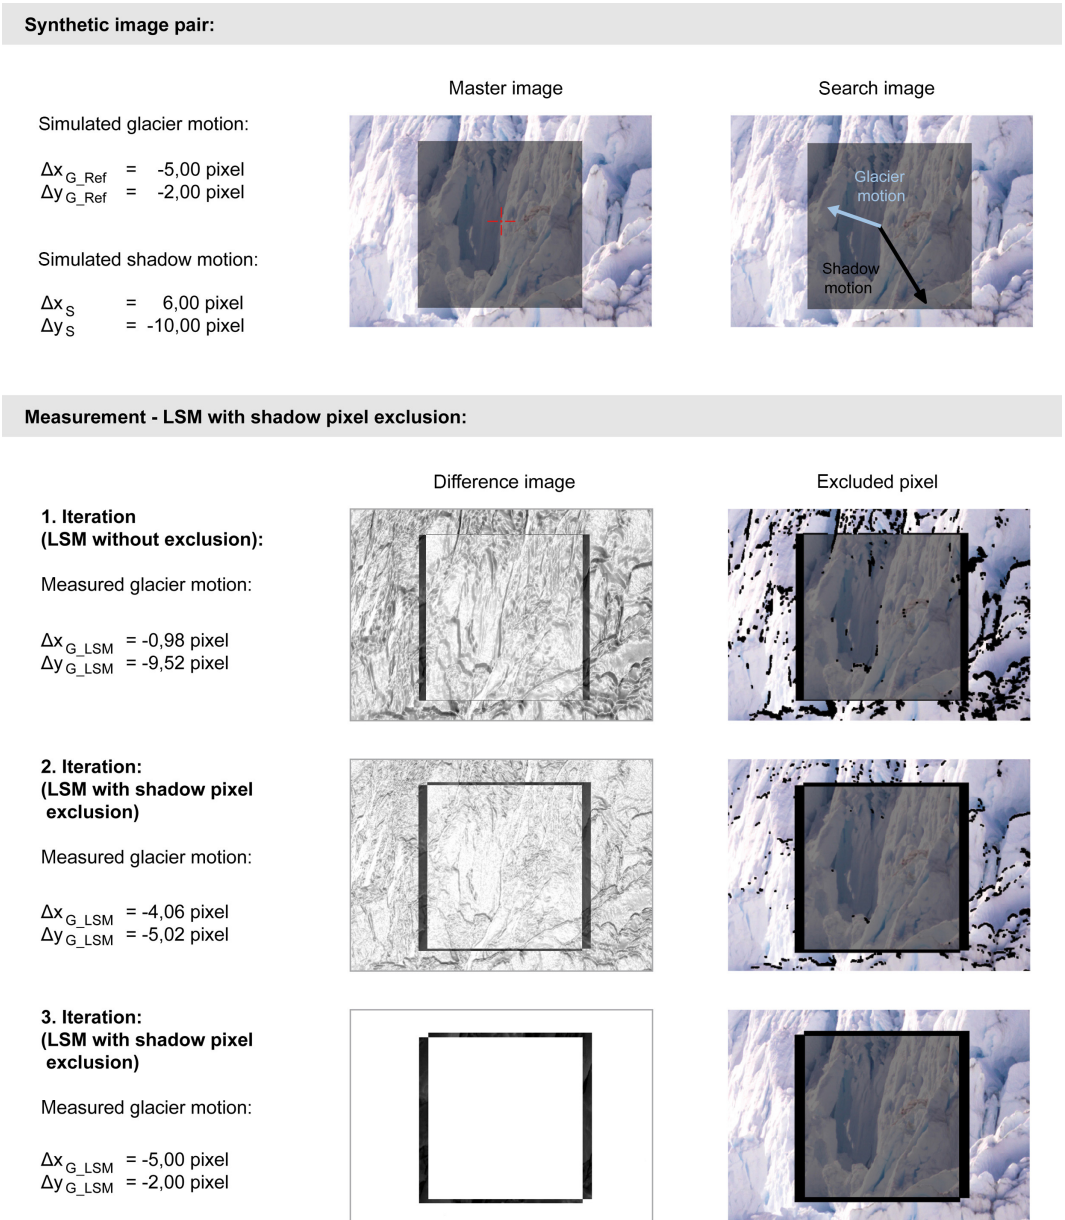 Synthetic image pair:
Master image
Search image
Simulated glacier motion:
Δx G_Ref = -5,00 pixel
Δy G_Ref = -2,00 pixel
Simulated shadow motion:
Δx S = 6,00 pixel
Δy S = -10,00 pixel
Glacier
motion
Shadow
motion
Measurement - LSM with shadow pixel exclusion:
Difference image
Excluded pixel
1. Iteration
(LSM without exclusion):
Measured glacier motion:
Δx G_LSM = -0,98 pixel
Δy G_LSM = -9,52 pixel
2. Iteration:
(LSM with shadow pixel
exclusion)
Measured glacier motion:
Δx G_LSM = -4,06 pixel
Δy G_LSM = -5,02 pixel
3. Iteration:
(LSM with shadow pixel
exclusion)
Measured glacier motion:
Δx G_LSM = -5,00 pixel
Δy G_LSM = -2,00 pixel